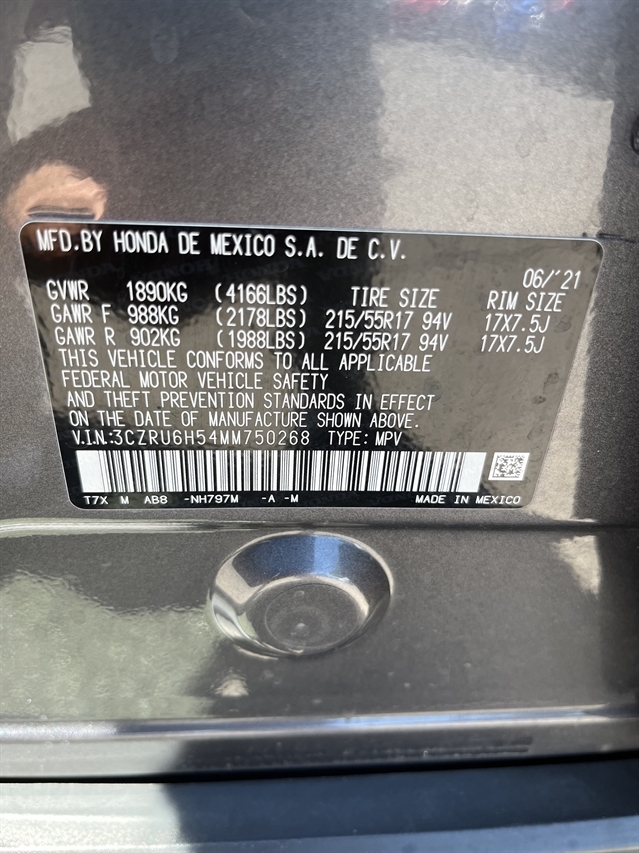 MFD.BY HONDA DE MEXICO S.A. DE C.V.
06/'21
GVWR 1890KG (4166LBS) TIRE SIZE RIM SIZE
GAWR F 988KG (2178LBS) 215/55R17 94V 17X7.5J
GAWR R 902KG (1988LBS) 215/55R17 94V 17X7.5J
THIS VEHICLE CONFORMS TO ALL APPLICABLE
FEDERAL MOTOR VEHICLE SAFETY
AND THEFT PREVENTION STANDARDS IN EFFECT
ON THE DATE OF MANUFACTURE SHOWN ABOVE.
V.I.N.:3CZRU6H54MM750268 TYPE: MPV
T7X M AB8 -NH797M -A -M MADE IN MEXICO